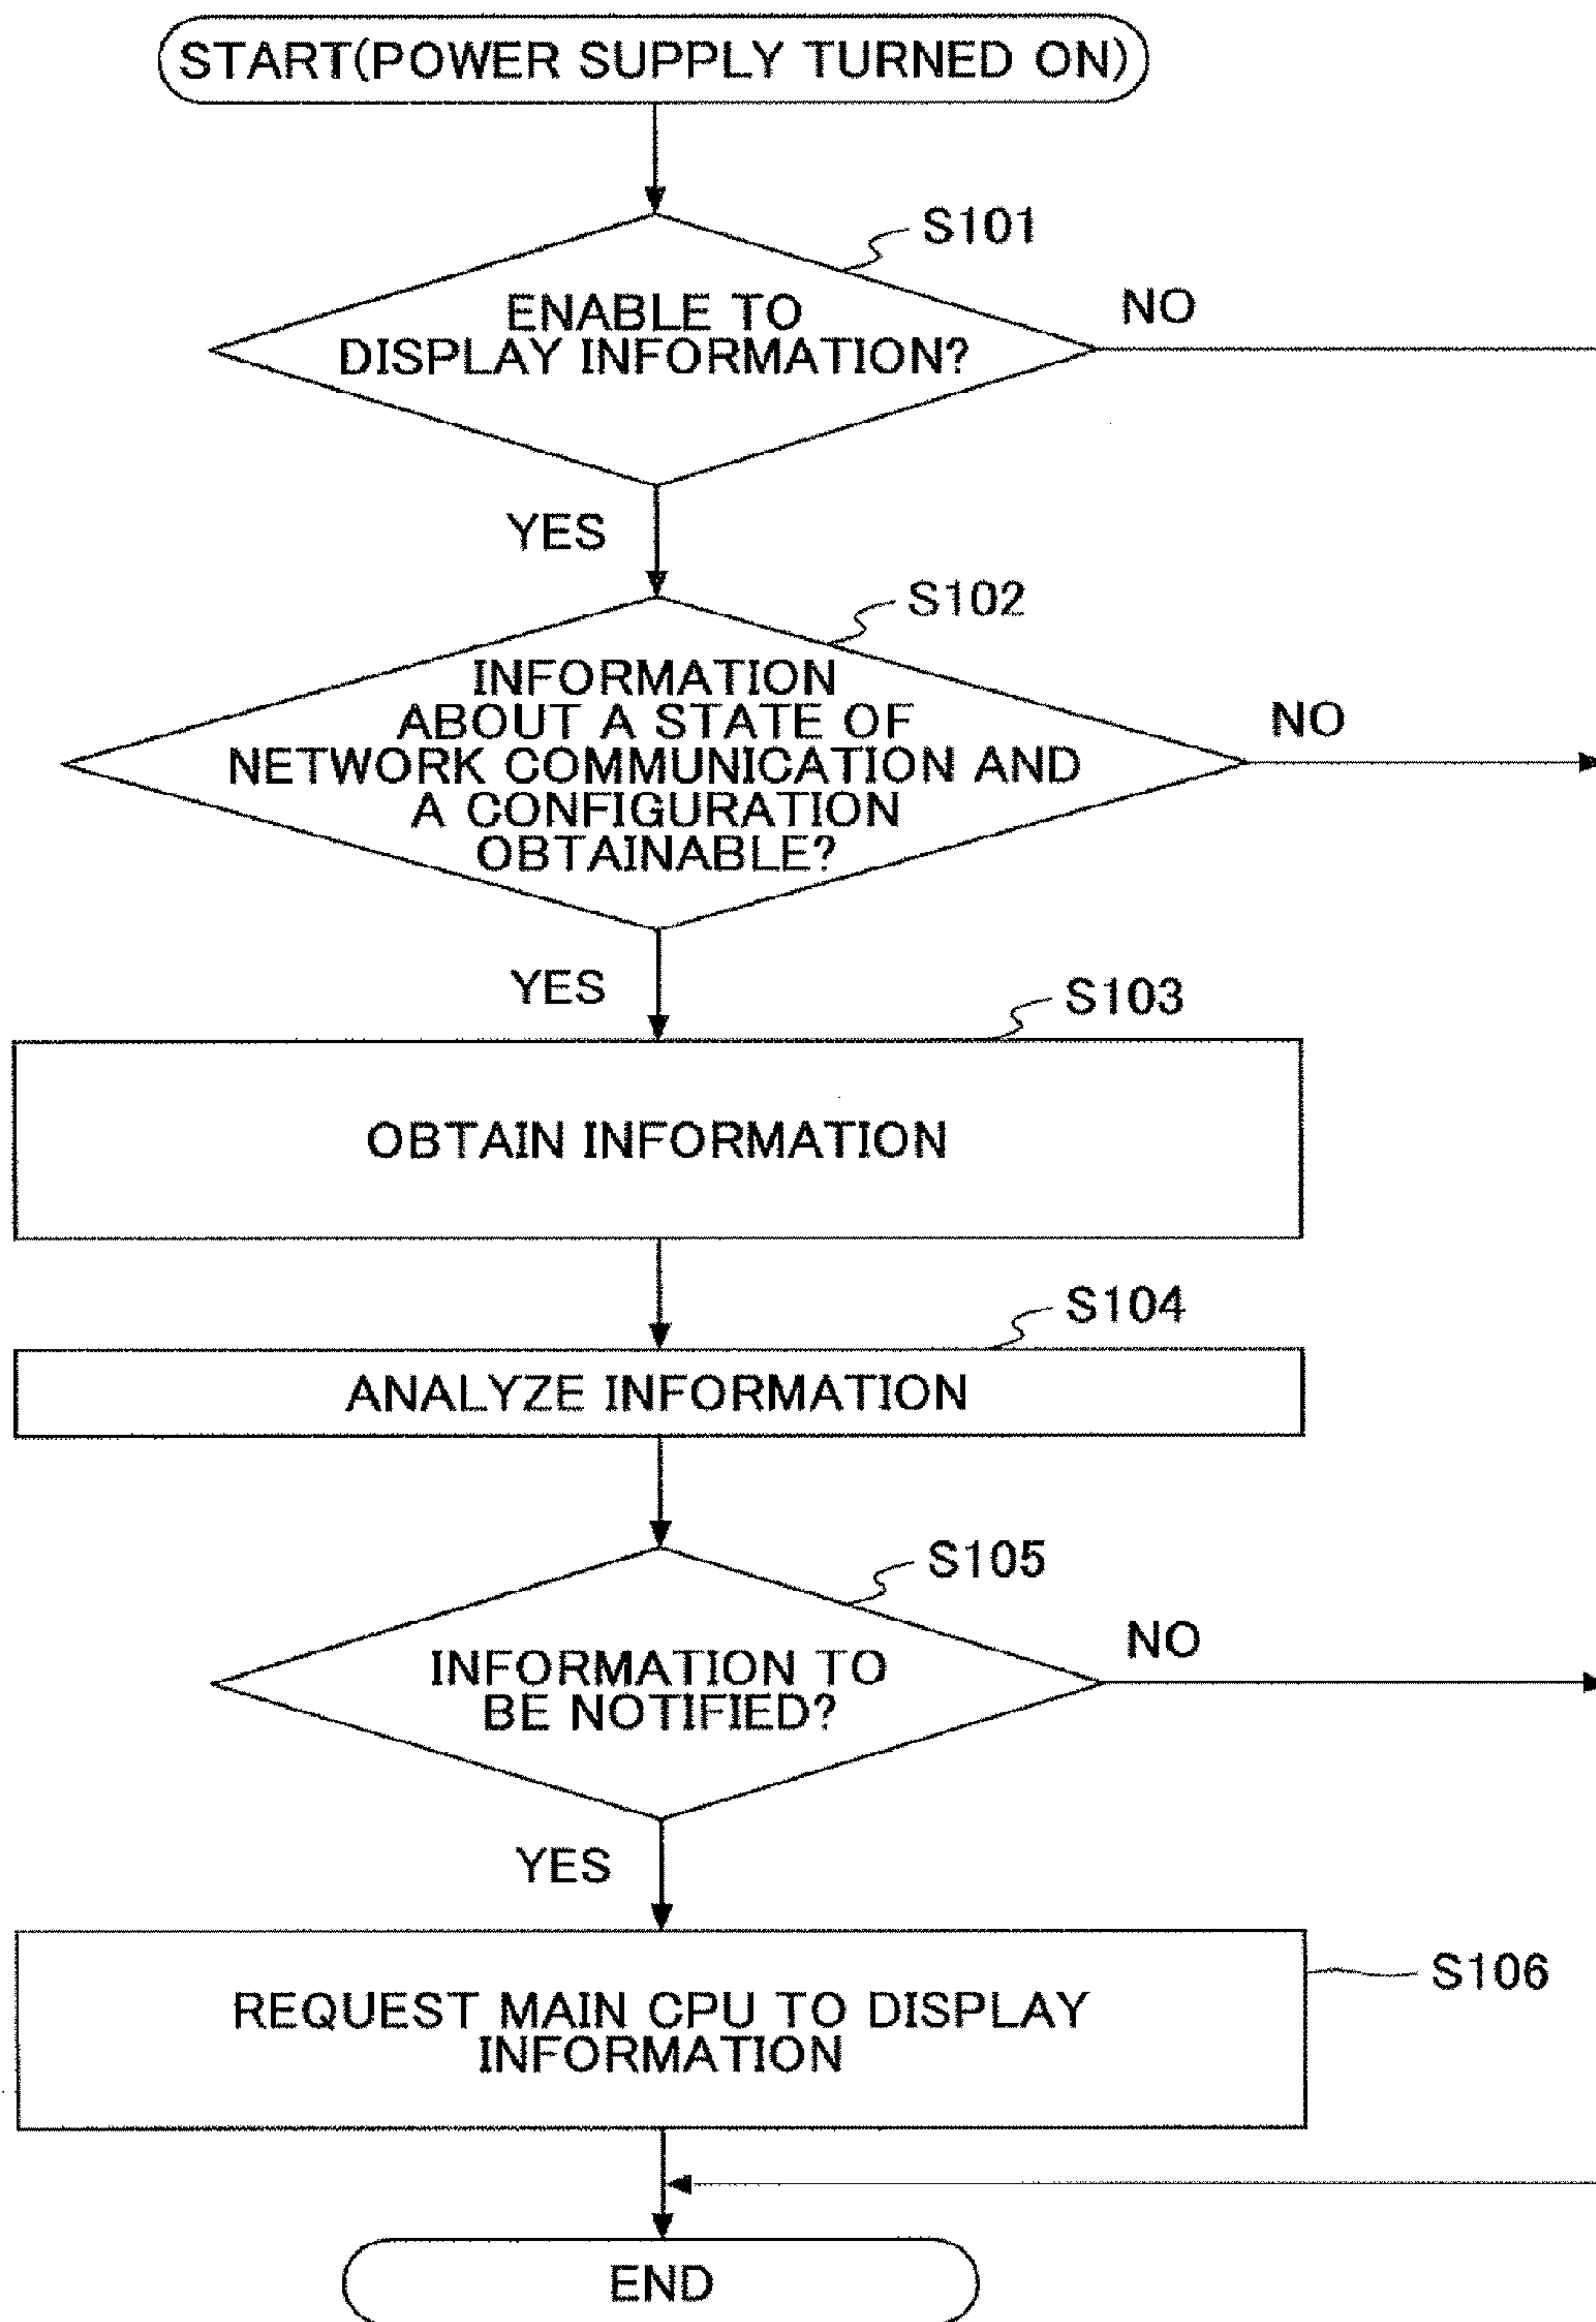 START(POWER SUPPLY TURNED ON)
S101
ENABLE TO
DISPLAY INFORMATION?
NO
YES
S102
INFORMATION
ABOUT A STATE OF
NETWORK COMMUNICATION AND
A CONFIGURATION
OBTAINABLE?
NO
YES
S103
OBTAIN INFORMATION
S104
ANALYZE INFORMATION
S105
INFORMATION TO
BE NOTIFIED?
NO
YES
S106
REQUEST MAIN CPU TO DISPLAY
INFORMATION
END